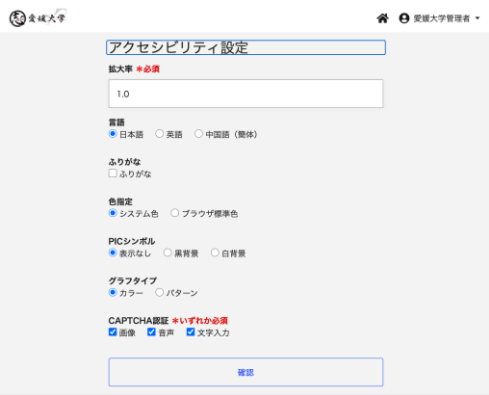 愛媛大学
愛媛大学管理者
アクセシビリティ設定
拡大率 ＊必須
1.0
言語
日本語 英語 中国語（簡体）
ふりがな
ふりがな
色指定
システム色 ブラウザ標準色
PICシンボル
表示なし 黒背景 白背景
グラフタイプ
カラー パターン
CAPTCHA認証 ＊いずれか必須
画像 音声 文字入力
確認